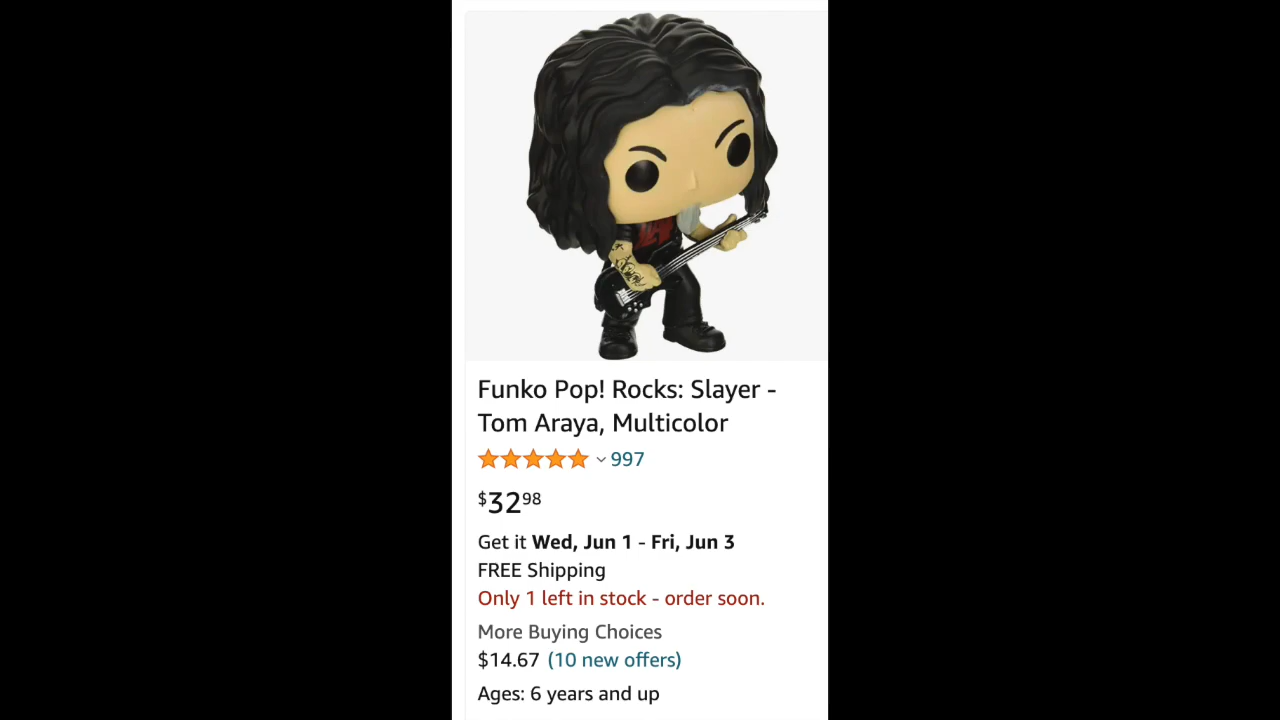 Funko Pop! Rocks: Slayer -
Tom Araya, Multicolor
997
$3298
Get it Wed, Jun 1 - Fri, Jun 3
FREE Shipping
Only 1 left in stock - order soon.
More Buying Choices
$14.67 (10 new offers)
Ages: 6 years and up